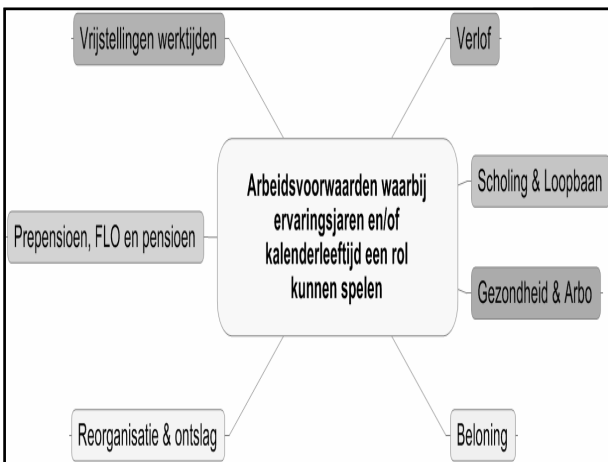 Vrijstellingen werktijden
Verlof
Arbeidsvoorwaarden waarbij
ervaringsjaren en/of
kalenderleeftijd een rol
kunnen spelen
Scholing & Loopbaan
Prepensioen, FLO en pensioen
Gezondheid & Arbo
Reorganisatie & ontslag
Beloning